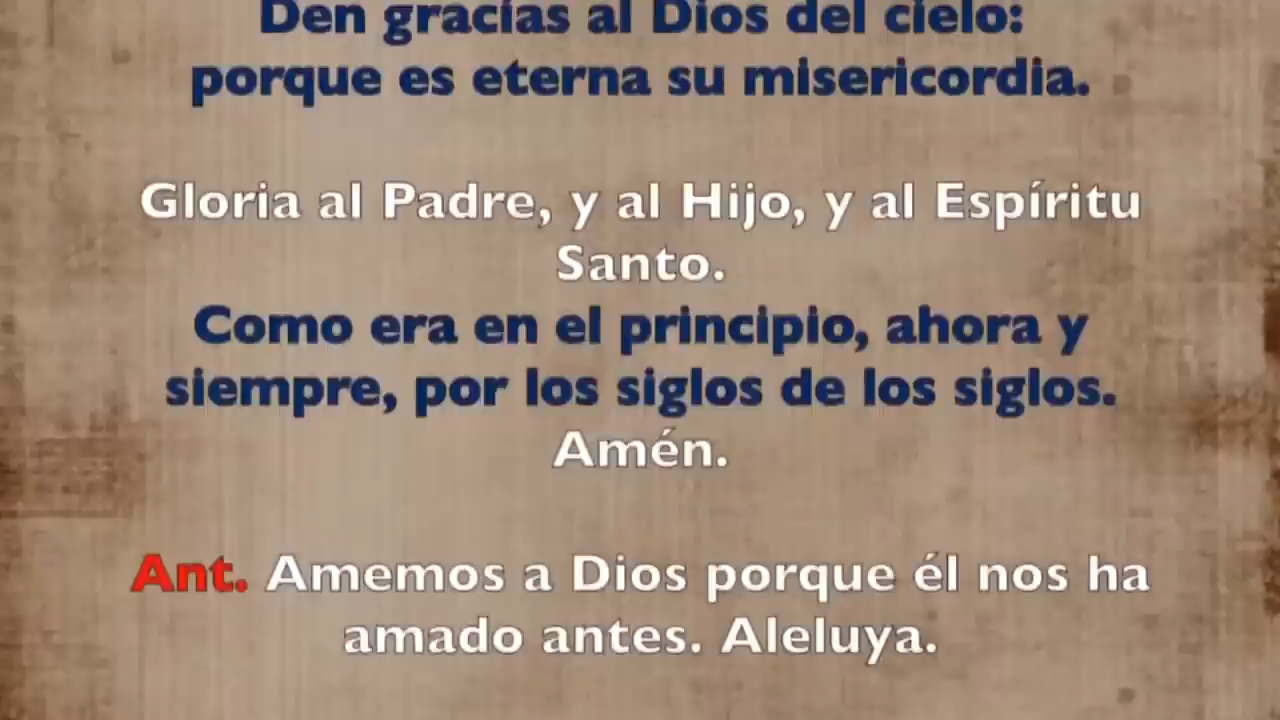 Den gracias al Dios del cielo:
porque es eterna su misericordia.
Gloria al Padre, y al Hijo, y al Espíritu
Santo.
Como era en el principio, ahora y
siempre, por los siglos de los siglos.
Amén.
Ant. Amemos a Dios porque él nos ha
amado antes. Aleluya.